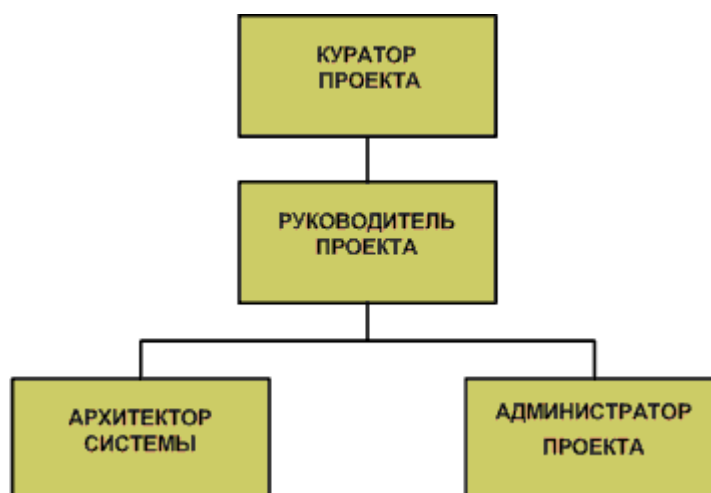 КУРАТОР
ПРОЕКТА
РУКОВОДИТЕЛЬ
ПРОЕКТА
АРХИТЕКТОР
СИСТЕМЫ
АДМИНИСТРАТОР
ПРОЕКТА